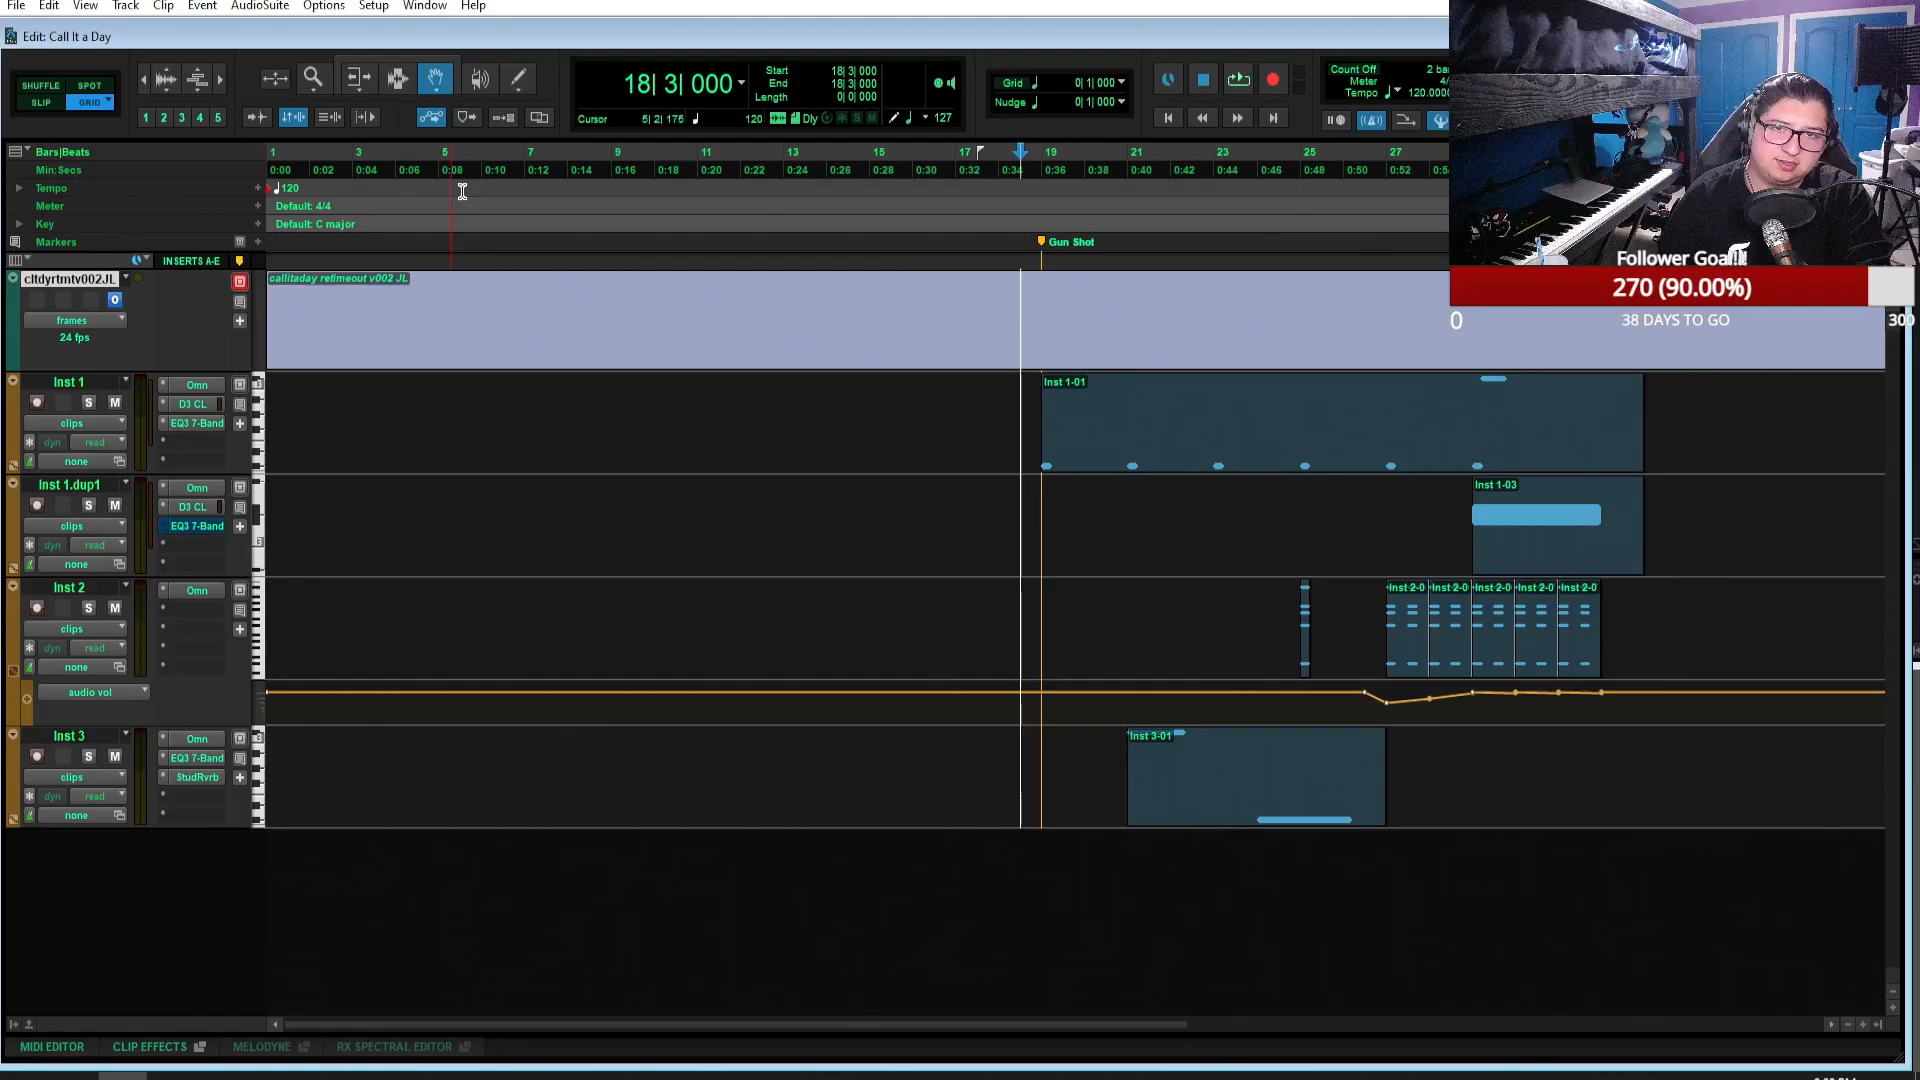 File Edit View Track Clip Event AudioSuite Options Setup Window Help
Edit: Call It a Day
SHUFFLE SPOT
SLIP GRID
1 2 3 4 5
18| 3| 000
Start 18| 3| 000
End 18| 3| 000
Length 0| 0| 000
Cursor 5| 2| 175 120 Dly S M 127
Grid 0| 1| 000
Nudge 0| 1| 000
Count Off 2 bar
Meter 4/
Tempo 120.0000
Bars|Beats 1 3 5 7 9 11 13 15 17 19 21 23 25 27
Min:Secs 0:00 0:02 0:04 0:06 0:08 0:10 0:12 0:14 0:16 0:18 0:20 0:22 0:24 0:26 0:28 0:30 0:32 0:34 0:36 0:38 0:40 0:42 0:44 0:46 0:48 0:50 0:52 0:5
Tempo 120
Meter Default: 4/4
Key Default: C major
Markers Gun Shot
INSERTS A-E
cltdyrtmtv002JL callitaday retimeout v002 JL
O
frames
24 fps
Follower Goal!!!
270 (90.00%)
0 38 DAYS TO GO 300
Inst 1 Omn Inst 1-01
S M D3 CL
clips EQ3 7-Band
dyn read
none
Inst 1.dup1 Omn Inst 1-03
S M D3 CL
clips EQ3 7-Band
dyn read
none
Inst 2 Omn Inst 2-0 Inst 2-0 Inst 2-0 Inst 2-0 Inst 2-0
S M
clips
dyn read
none
audio vol
Inst 3 Omn Inst 3-01
S M EQ3 7-Band
clips StudRvrb
dyn read
none
MIDI EDITOR CLIP EFFECTS MELODYNE RX SPECTRAL EDITOR